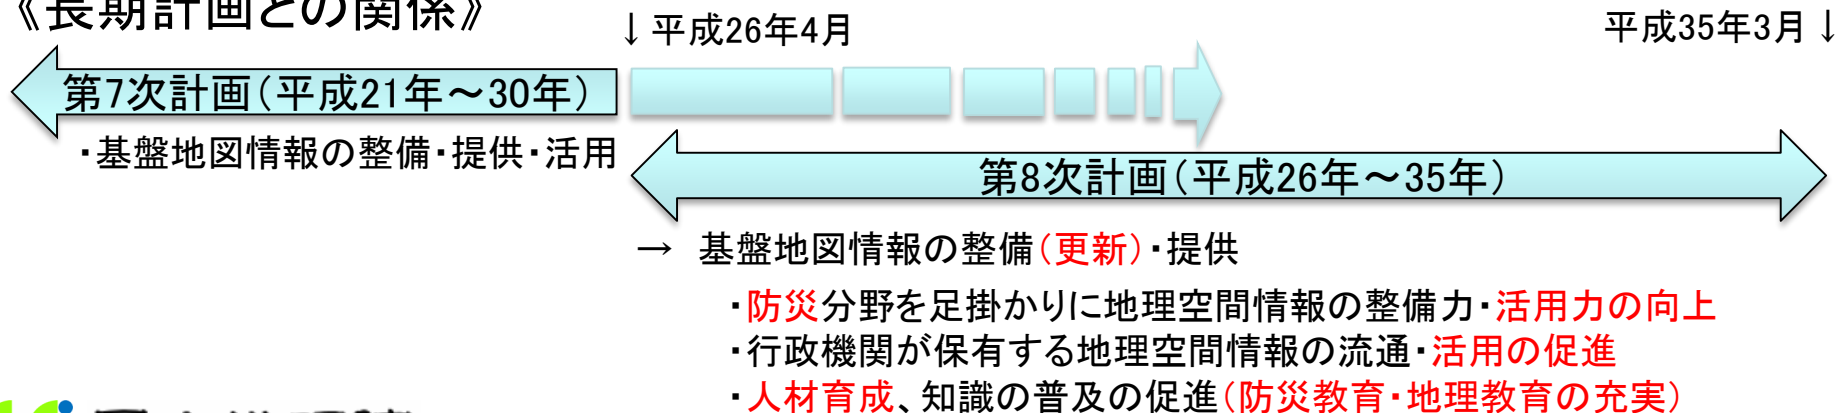 《長期計画との関係》
↓平成26年4月
平成35年3月↓
第7次計画(平成21年~30年)
・基盤地図情報の整備・提供・活用
第8次計画(平成26年~35年)
→ 基盤地図情報の整備(更新)・提供
・防災分野を足掛かりに地理空間情報の整備力・活用力の向上
・行政機関が保有する地理空間情報の流通・活用の促進
・人材育成、知識の普及の促進(防災教育・地理教育の充実)